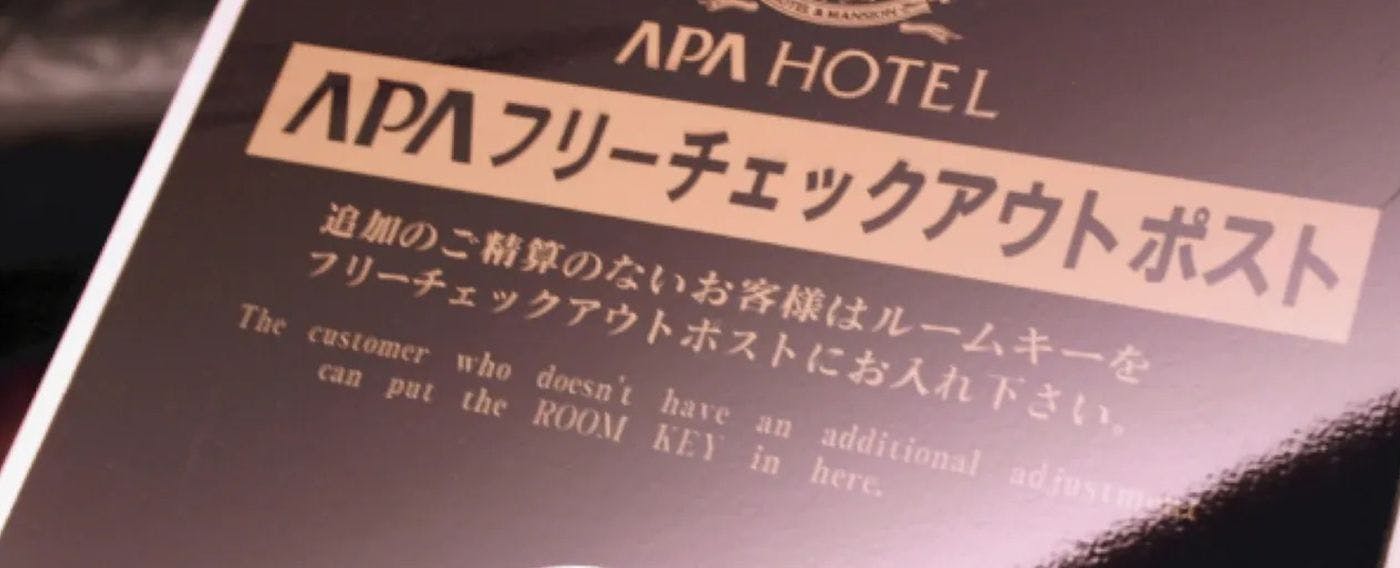 HOTEL & MANSION
APA HOTEL
APAフリーチェックアウトポスト
追加のご精算のないお客様はルームキーを
フリーチェックアウトポストにお入れ下さい。
The customer who doesn't have an additional adjustment
can put the ROOM KEY in here.